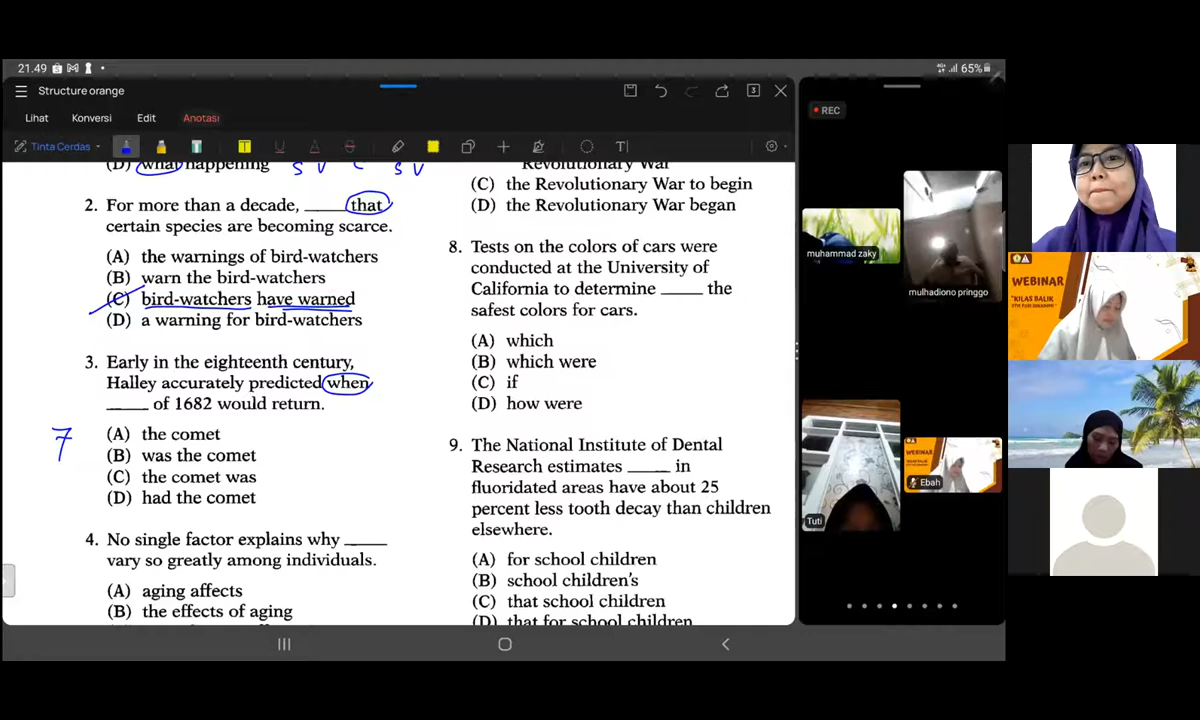 21.49
65%
Structure orange
3
Lihat Konversi Edit Anotasi
Tinta Cerdas
T
(D) what happening S V C S V
2. For more than a decade, _____ that
certain species are becoming scarce.
(A) the warnings of bird-watchers
(B) warn the bird-watchers
(C) bird-watchers have warned
(D) a warning for bird-watchers
3. Early in the eighteenth century,
Halley accurately predicted when
_____ of 1682 would return.
7
(A) the comet
(B) was the comet
(C) the comet was
(D) had the comet
4. No single factor explains why _____
vary so greatly among individuals.
(A) aging affects
(B) the effects of aging
Revolutionary War
(C) the Revolutionary War to begin
(D) the Revolutionary War began
8. Tests on the colors of cars were
conducted at the University of
California to determine _____ the
safest colors for cars.
(A) which
(B) which were
(C) if
(D) how were
9. The National Institute of Dental
Research estimates _____ in
fluoridated areas have about 25
percent less tooth decay than children
elsewhere.
(A) for school children
(B) school children's
(C) that school children
(D) that for school children
REC
muhammad zaky
mulhadiono pringgo
Tuti
WEBINAR
Ebah
WEBINAR
"KILAS BALIK